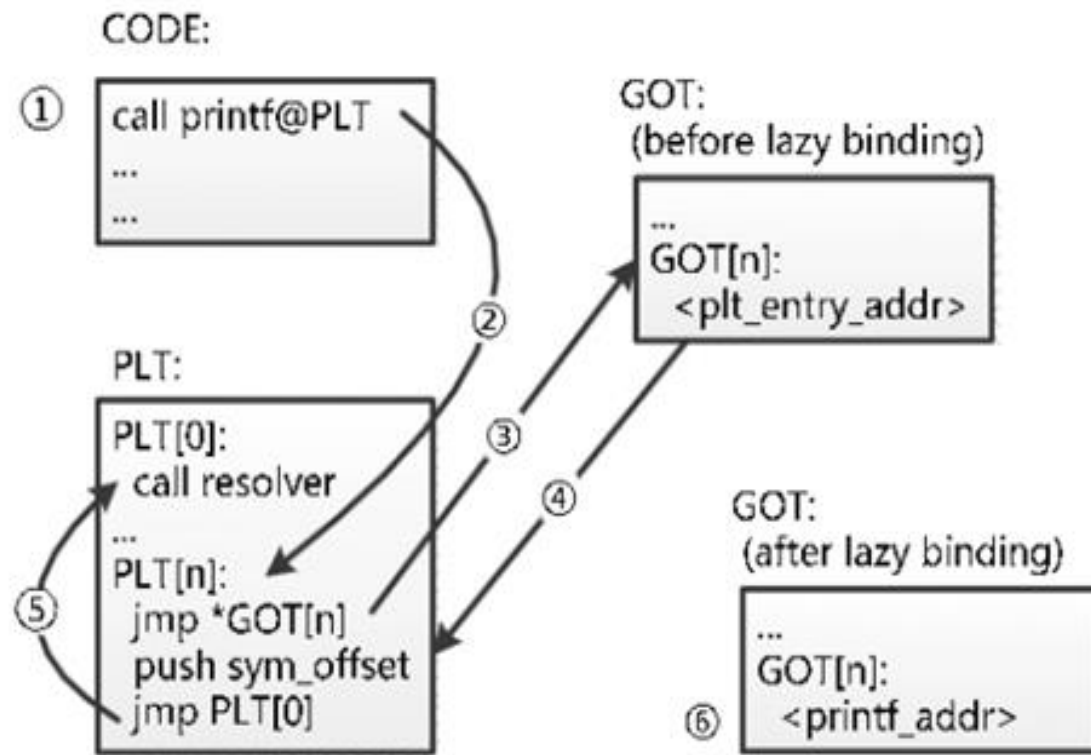 CODE:
①
call printf@PLT
...
...
GOT:
(before lazy binding)
...
GOT[n]:
<plt_entry_addr>
②
③
④
PLT:
PLT[0]:
call resolver
...
PLT[n]:
jmp *GOT[n]
push sym_offset
jmp PLT[0]
⑤
GOT:
(after lazy binding)
...
GOT[n]:
<printf_addr>
⑥